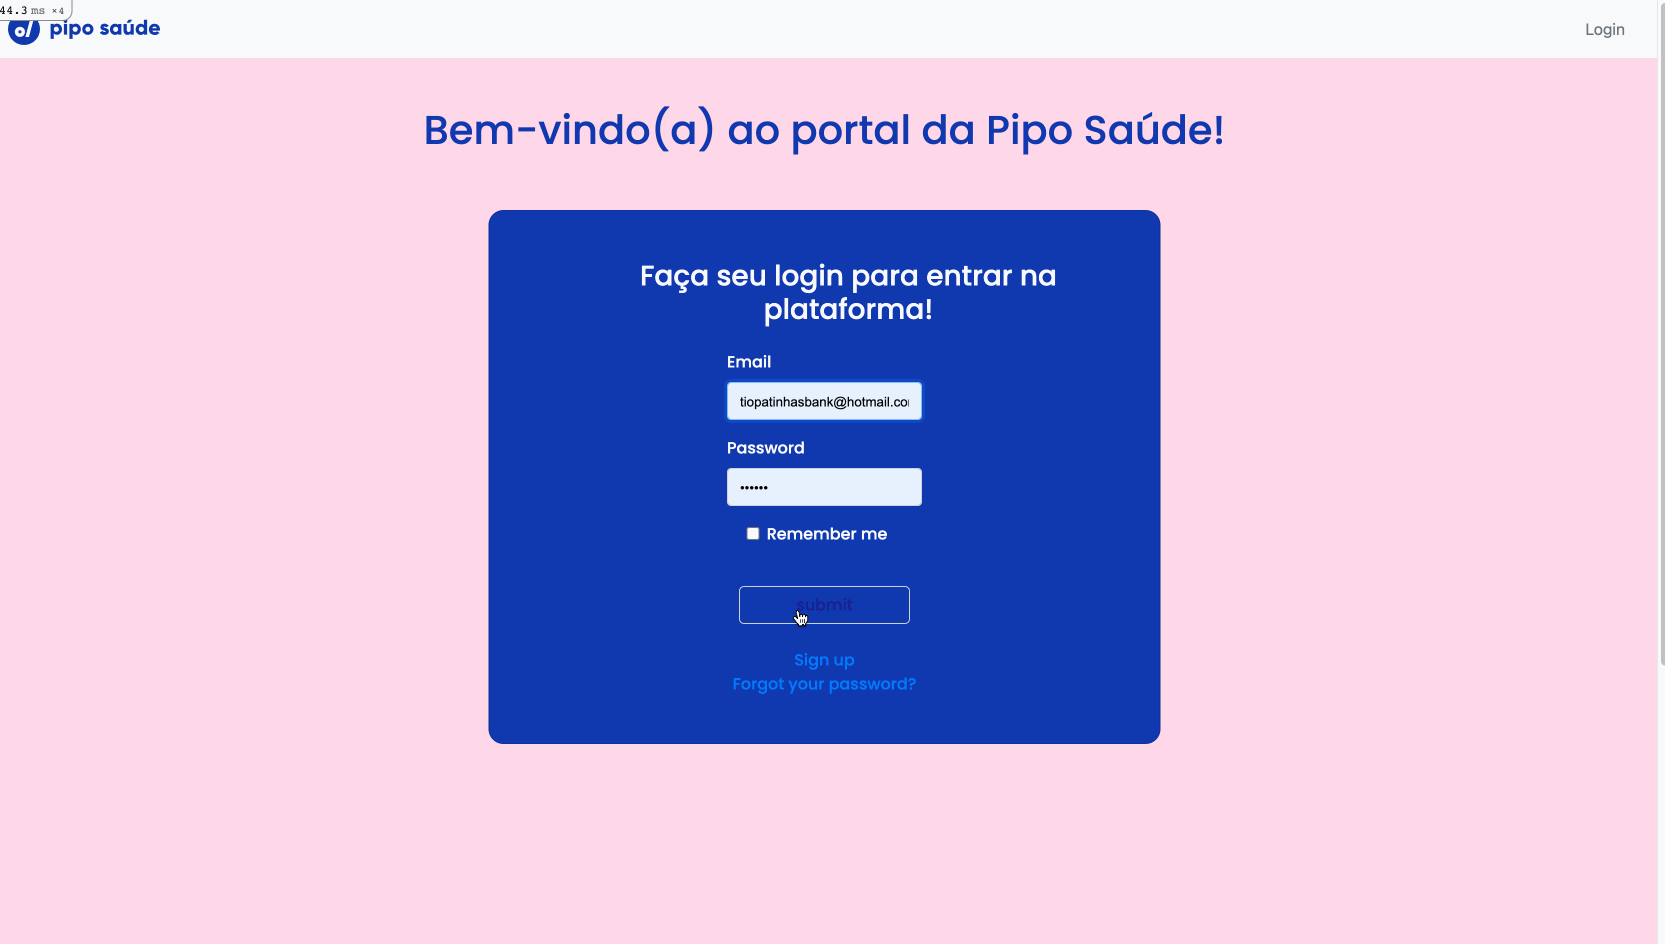 44.3 ms ×4
pipo saúde
Login
Bem-vindo(a) ao portal da Pipo Saúde!
Faça seu login para entrar na
plataforma!
Email
tiopatinhasbank@hotmail.co
Password
••••••
Remember me
submit
Sign up
Forgot your password?